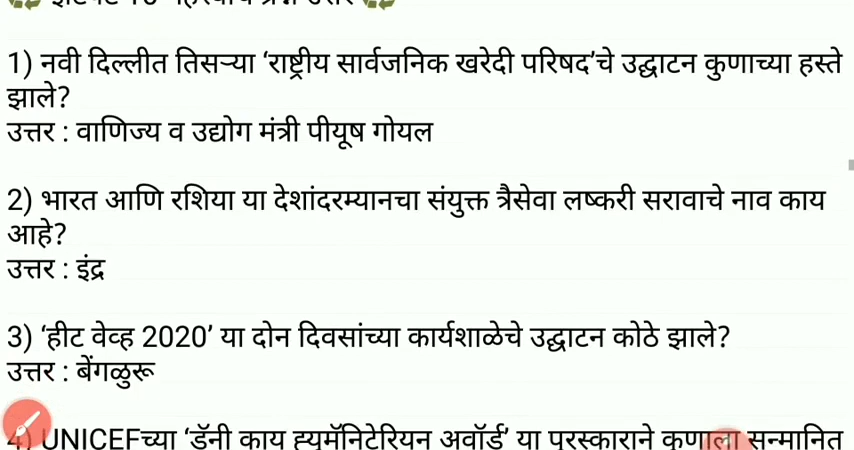 1) नवी दिल्लीत तिसऱ्या ‘राष्ट्रीय सार्वजनिक खरेदी परिषद’चे उद्घाटन कुणाच्या हस्ते
झाले?
उत्तर : वाणिज्य व उद्योग मंत्री पीयूष गोयल
2) भारत आणि रशिया या देशांदरम्यानचा संयुक्त त्रैसेवा लष्करी सरावाचे नाव काय
आहे?
उत्तर : इंद्र
3) ‘हीट वेव्ह 2020’ या दोन दिवसांच्या कार्यशाळेचे उद्घाटन कोठे झाले?
उत्तर : बेंगळुरू
4) UNICEFच्या ‘डॅनी काय ह्यूमॅनिटेरियन अवॉर्ड’ या पुरस्काराने कुणाला सन्मानित